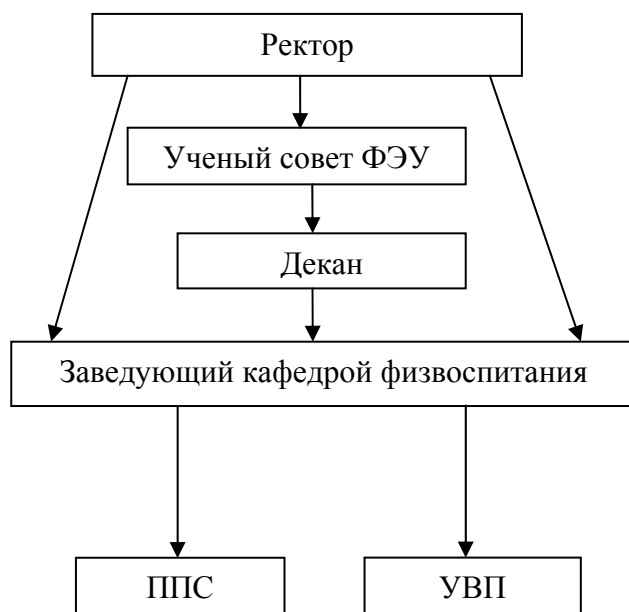 Ректор
Ученый совет ФЭУ
Декан
Заведующий кафедрой физвоспитания
ППС
УВП